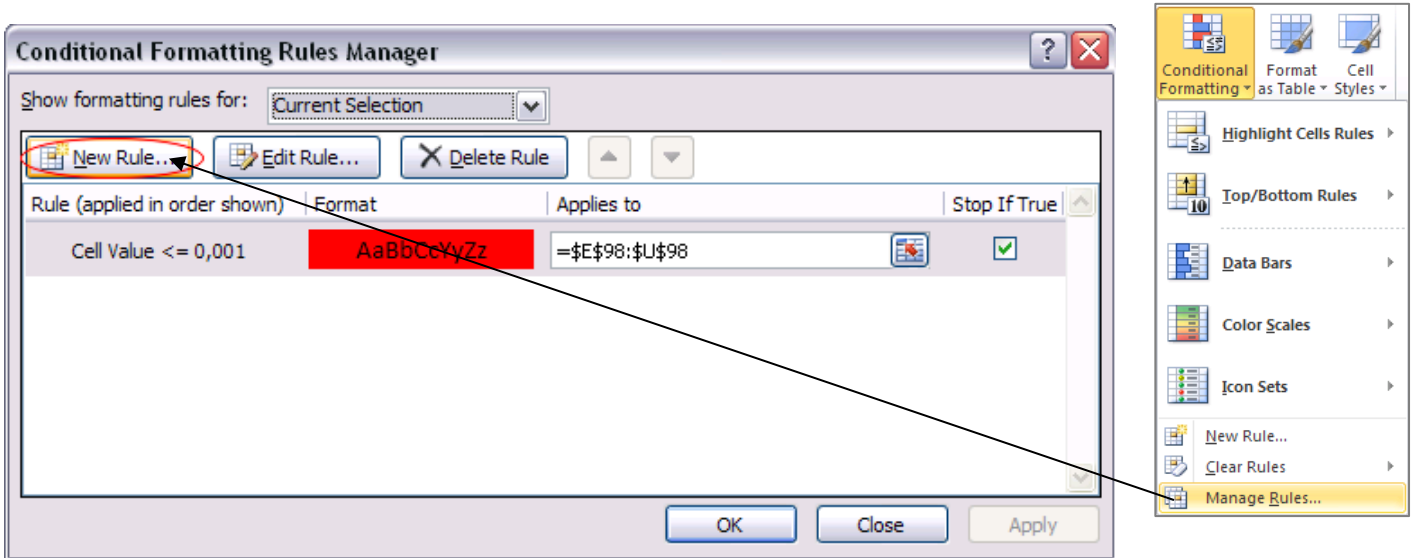 Conditional Formatting Rules Manager
?
Show formatting rules for: Current Selection
New Rule... Edit Rule... Delete Rule
Rule (applied in order shown) Format Applies to Stop If True
Cell Value <= 0,001 AaBbCcYyZz =$E$98:$U$98
OK Close Apply
Conditional Format Cell
Formatting as Table Styles
Highlight Cells Rules
10 Top/Bottom Rules
Data Bars
Color Scales
Icon Sets
New Rule...
Clear Rules
Manage Rules...